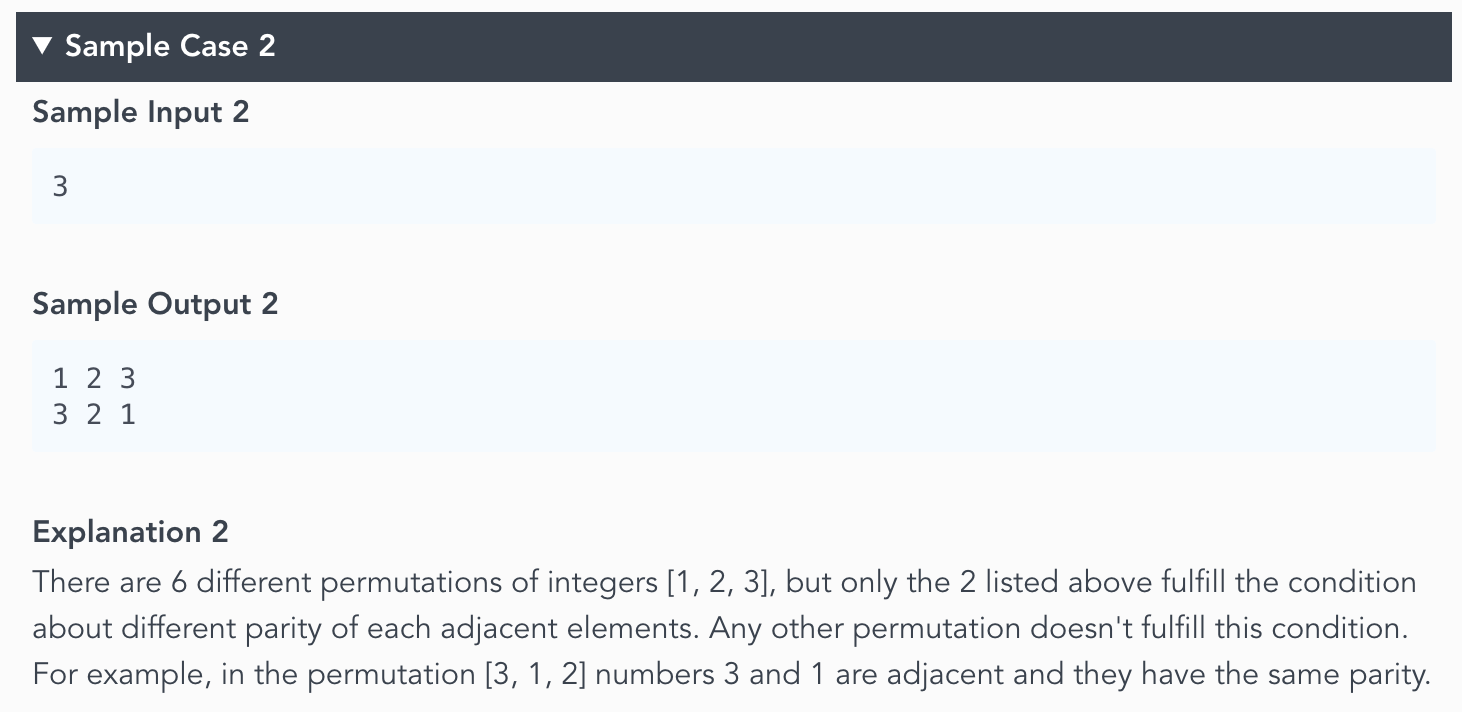 ▼ Sample Case 2
Sample Input 2
3
Sample Output 2
1 2 3
3 2 1
Explanation 2
There are 6 different permutations of integers [1, 2, 3], but only the 2 listed above fulfill the condition
about different parity of each adjacent elements. Any other permutation doesn't fulfill this condition.
For example, in the permutation [3, 1, 2] numbers 3 and 1 are adjacent and they have the same parity.